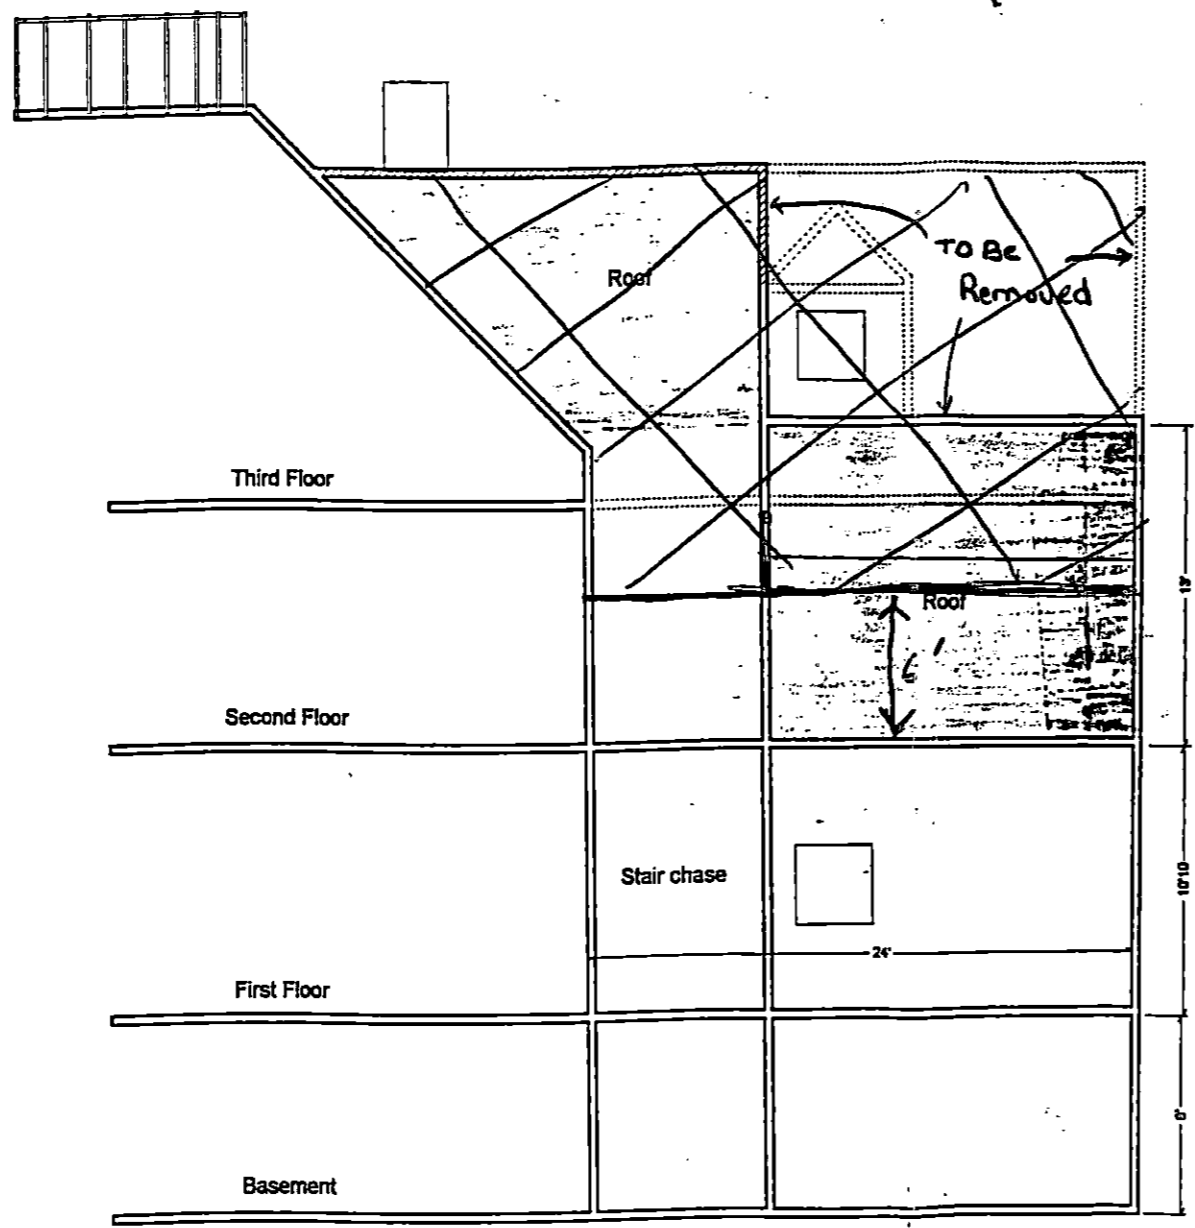 Roof
TO Be
Removed
Third Floor
Roof
13'
6'
Second Floor
10'10
Stair chase
24'
First Floor
Basement